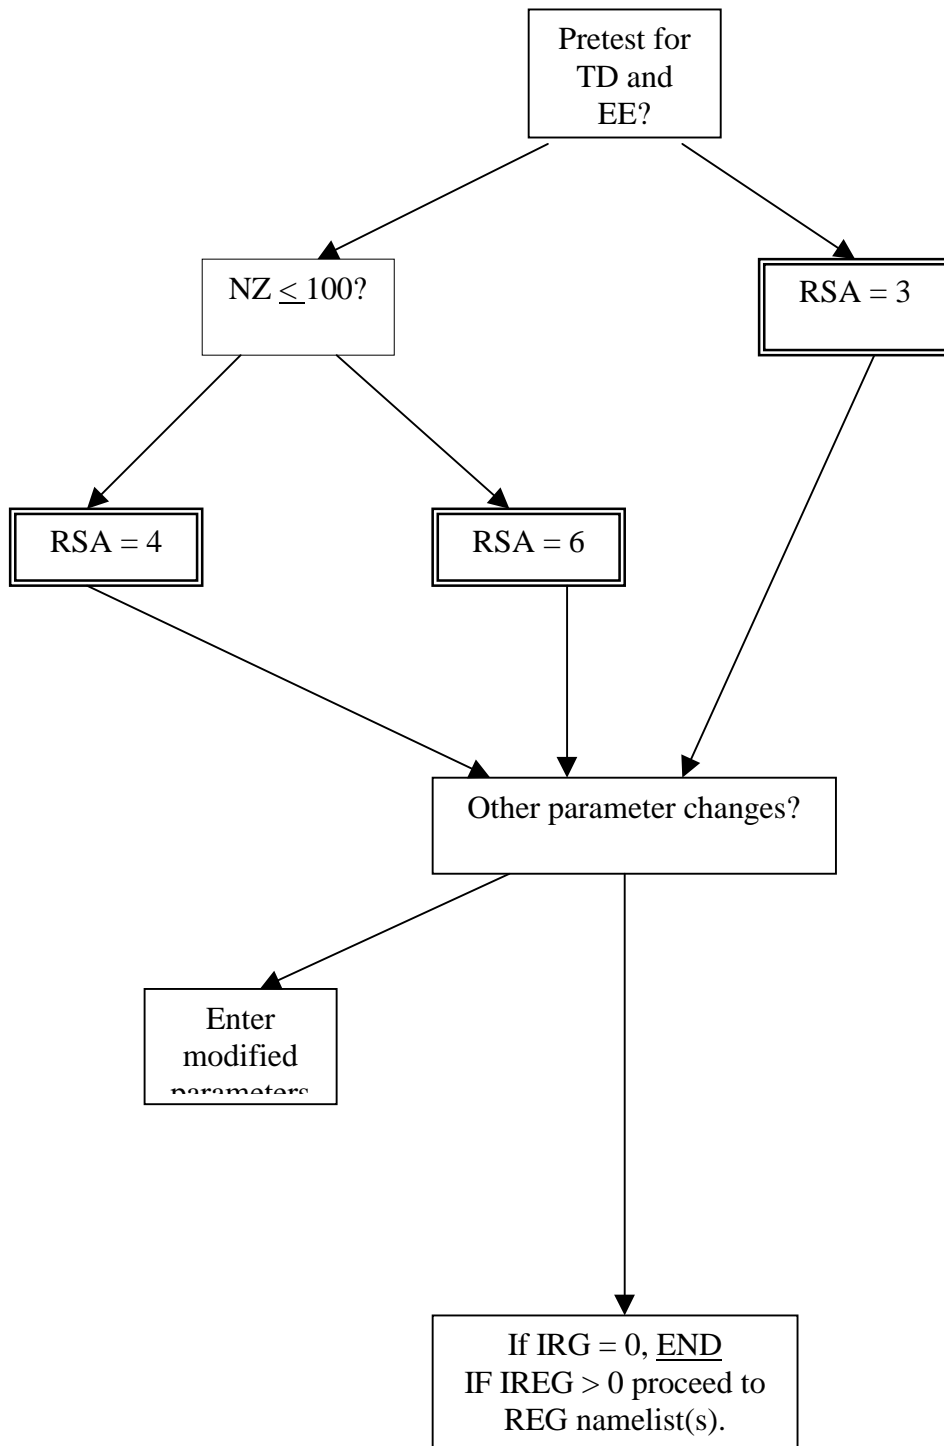 Pretest for
TD and
EE?
NZ < 100?
RSA = 3
RSA = 4
RSA = 6
Other parameter changes?
Enter
modified
parameters
If IRG = 0, END
IF IREG > 0 proceed to
REG namelist(s).